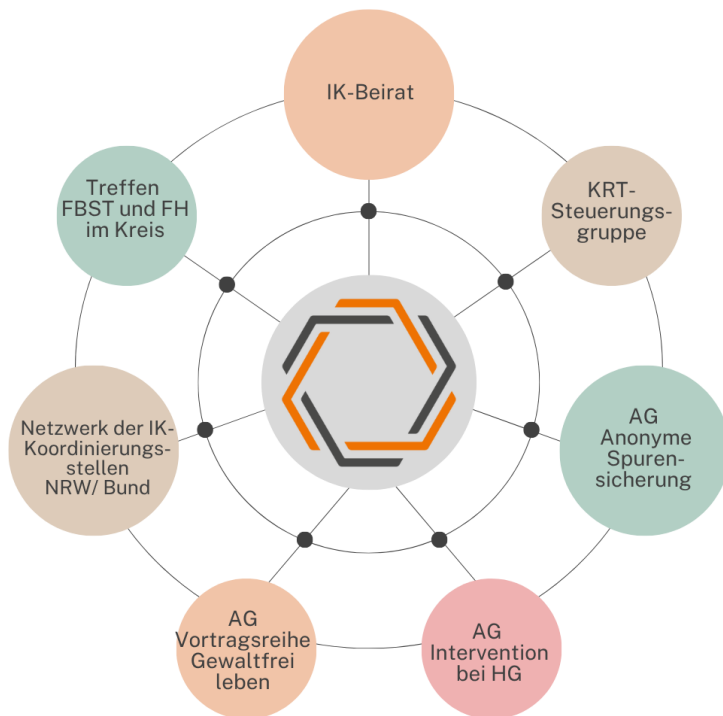 IK-Beirat
KRT-
Steuerungs-
gruppe
AG
Anonyme
Spuren-
sicherung
AG
Intervention
bei HG
AG
Vortragsreihe
Gewaltfrei
leben
Netzwerk der IK-
Koordinierungs-
stellen
NRW/ Bund
Treffen
FBST und FH
im Kreis